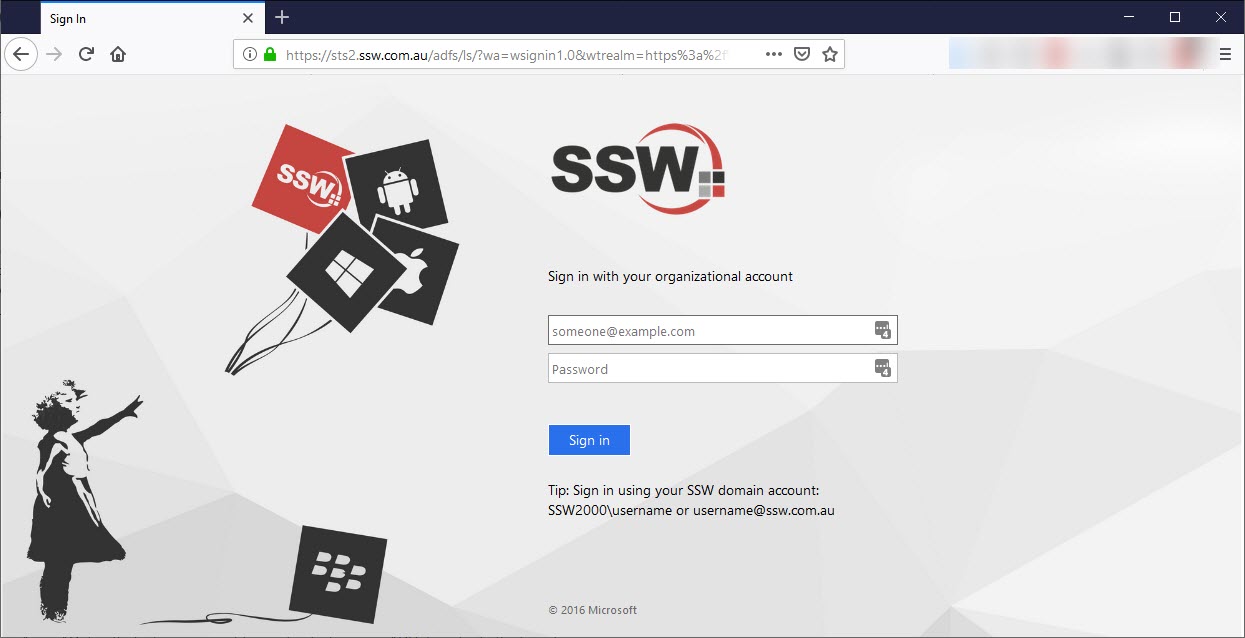 Sign In
https://sts2.ssw.com.au/adfs/ls/?wa=wsignin1.0&wtrealm=https%3a%2f
SSW
SSW
Sign in with your organizational account
someone@example.com
4
Password
4
Sign in
Tip: Sign in using your SSW domain account:
SSW2000\username or username@ssw.com.au
© 2016 Microsoft